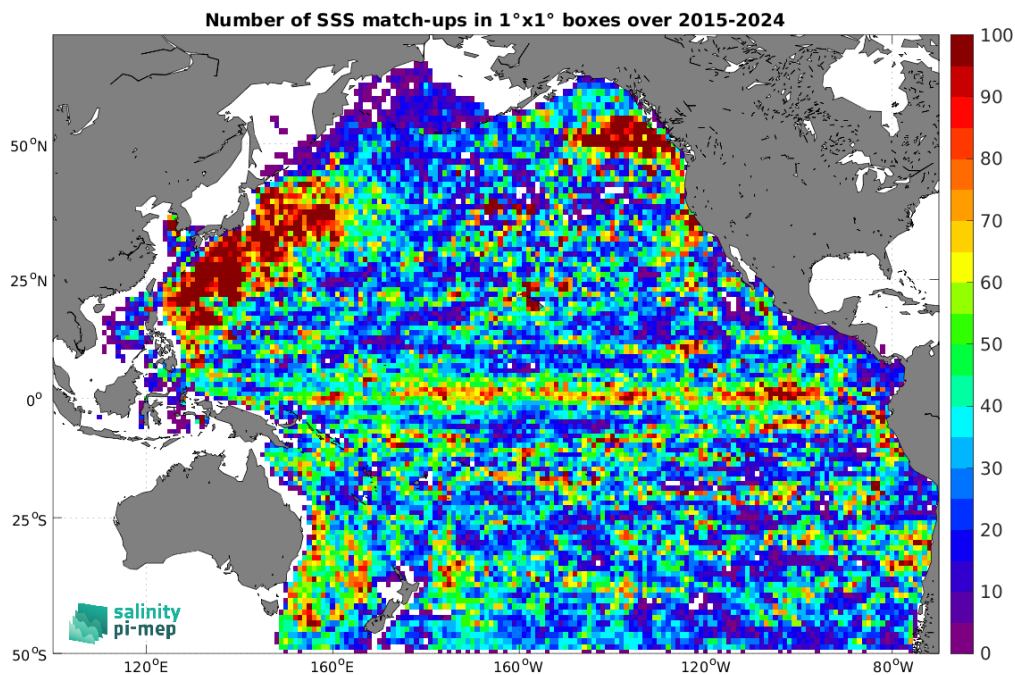 Number of SSS match-ups in 1°x1° boxes over 2015-2024
100
90
80
70
60
50
40
30
20
10
0
50°N
25°N
0°
25°S
50°S
120°E
160°E
160°W
120°W
80°W
salinity
pi-mep